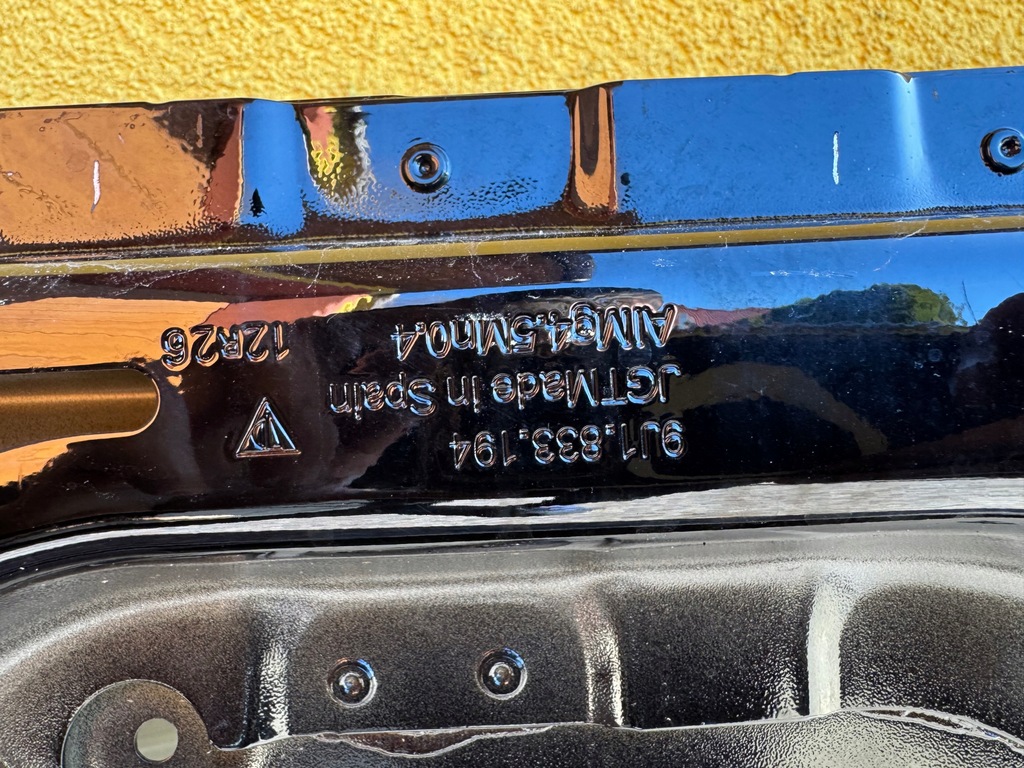 9J1.833.194
JGT Made in Spain
AlMg4.5Mn0.4
12R26